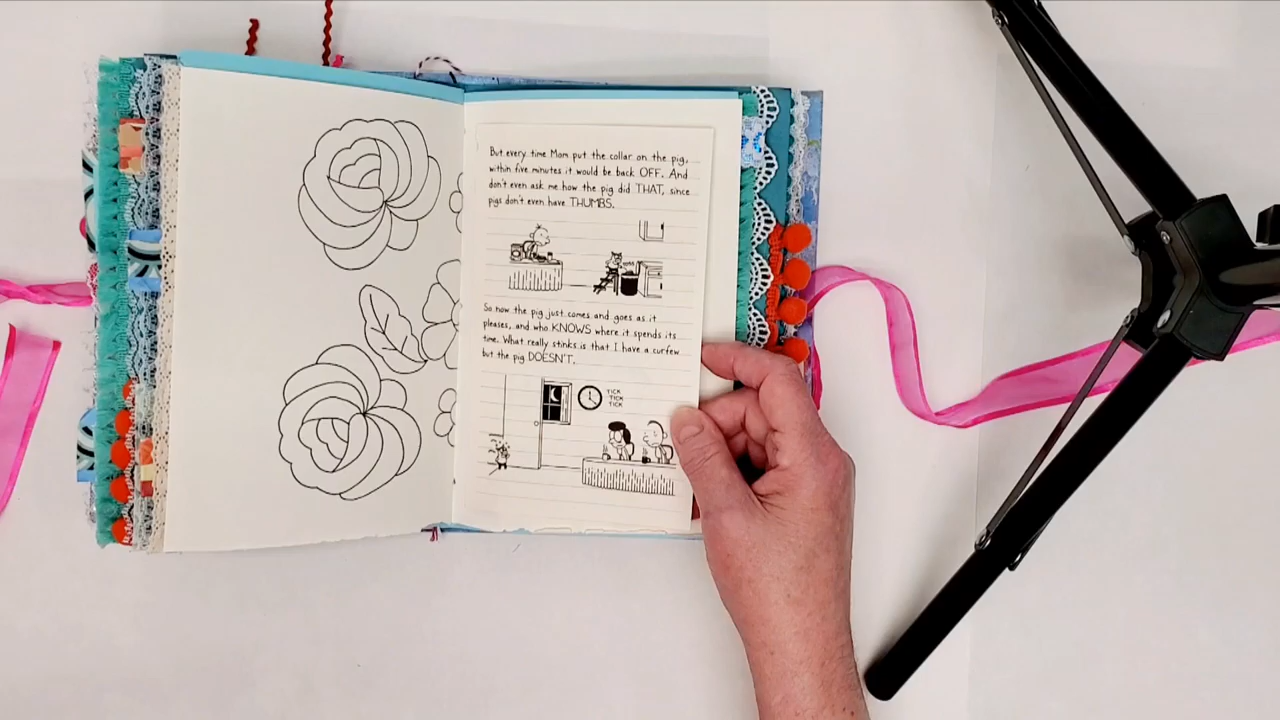 But every time Mom put the collar on the pig,
within five minutes it would be back OFF. And
don't even ask me how the pig did THAT, since
pigs don't even have THUMBS.
So now the pig just comes and goes as it
pleases, and who KNOWS where it spends its
time. What really stinks is that I have a curfew
but the pig DOESN'T.
TICK
TICK
TICK